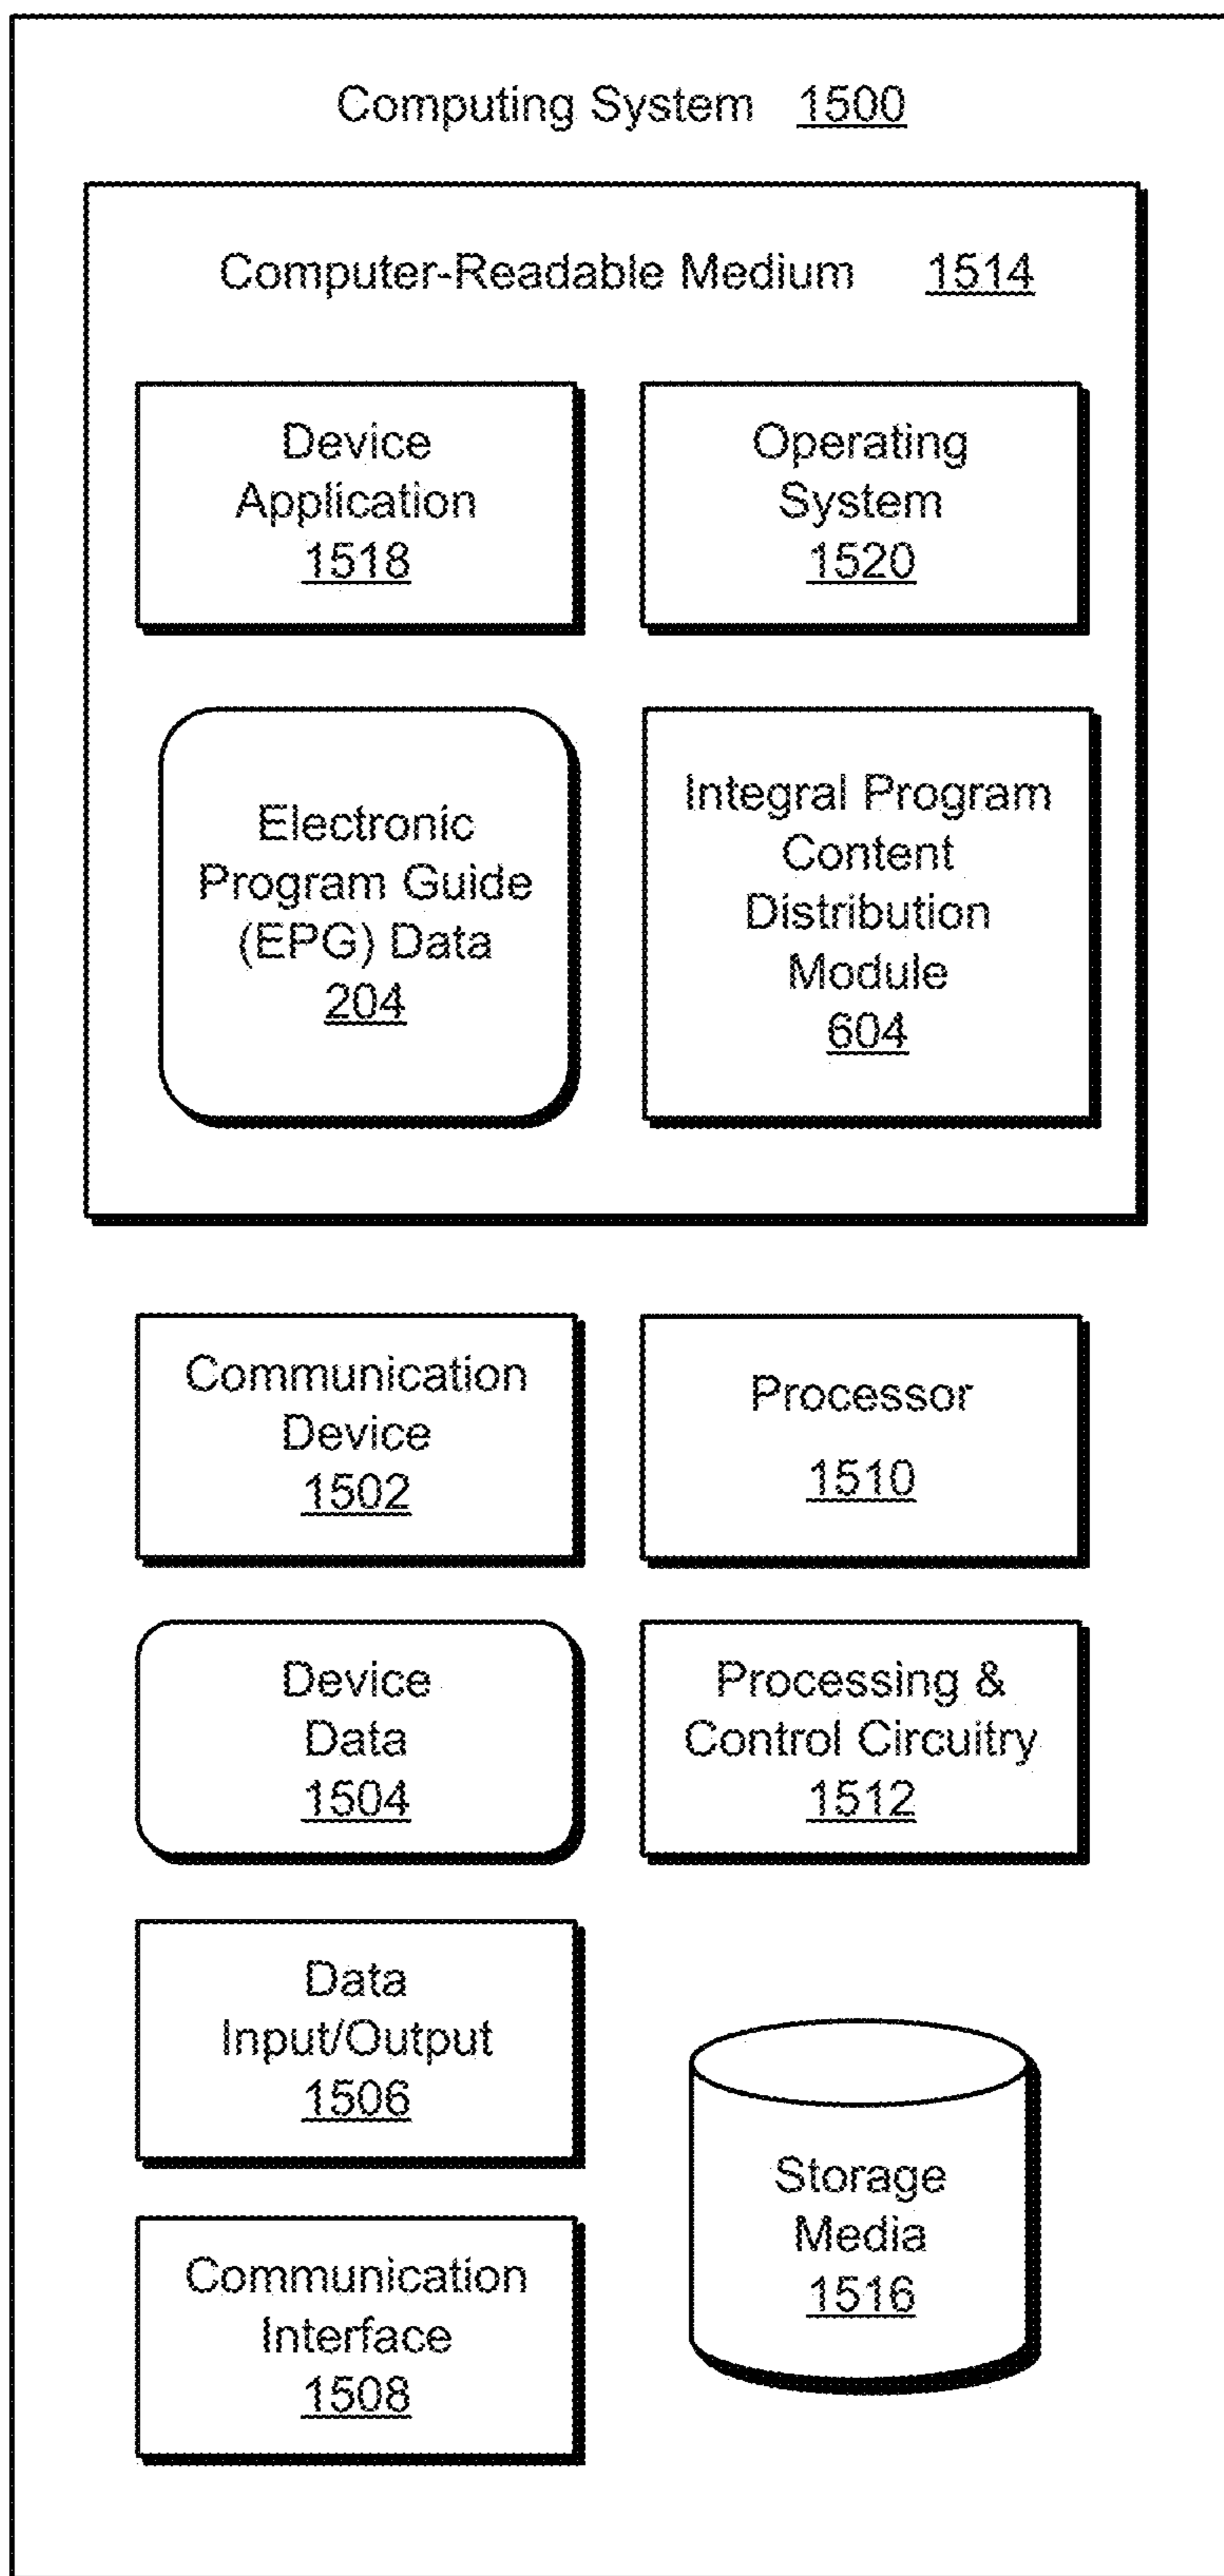 Computing System 1500
Computer-Readable Medium 1514
Device
Application
1518
Operating
System
1520
Electronic
Program Guide
(EPG) Data
204
Integral Program
Content
Distribution
Module
604
Communication
Device
1502
Processor
1510
Device
Data
1504
Processing &
Control Circuitry
1512
Data
Input/Output
1506
Communication
Interface
1508
Storage
Media
1516